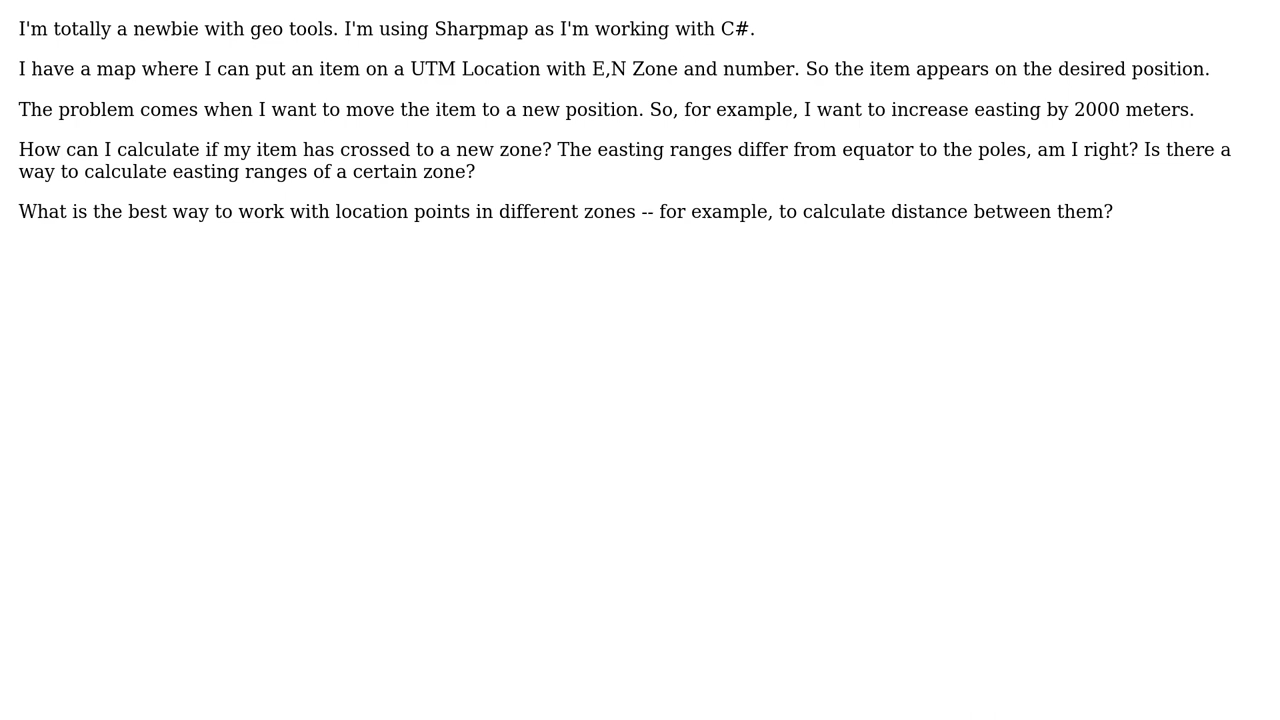 I'm totally a newbie with geo tools. I'm using Sharpmap as I'm working with C#.
I have a map where I can put an item on a UTM Location with E,N Zone and number. So the item appears on the desired position.
The problem comes when I want to move the item to a new position. So, for example, I want to increase easting by 2000 meters.
How can I calculate if my item has crossed to a new zone? The easting ranges differ from equator to the poles, am I right? Is there a
way to calculate easting ranges of a certain zone?
What is the best way to work with location points in different zones -- for example, to calculate distance between them?